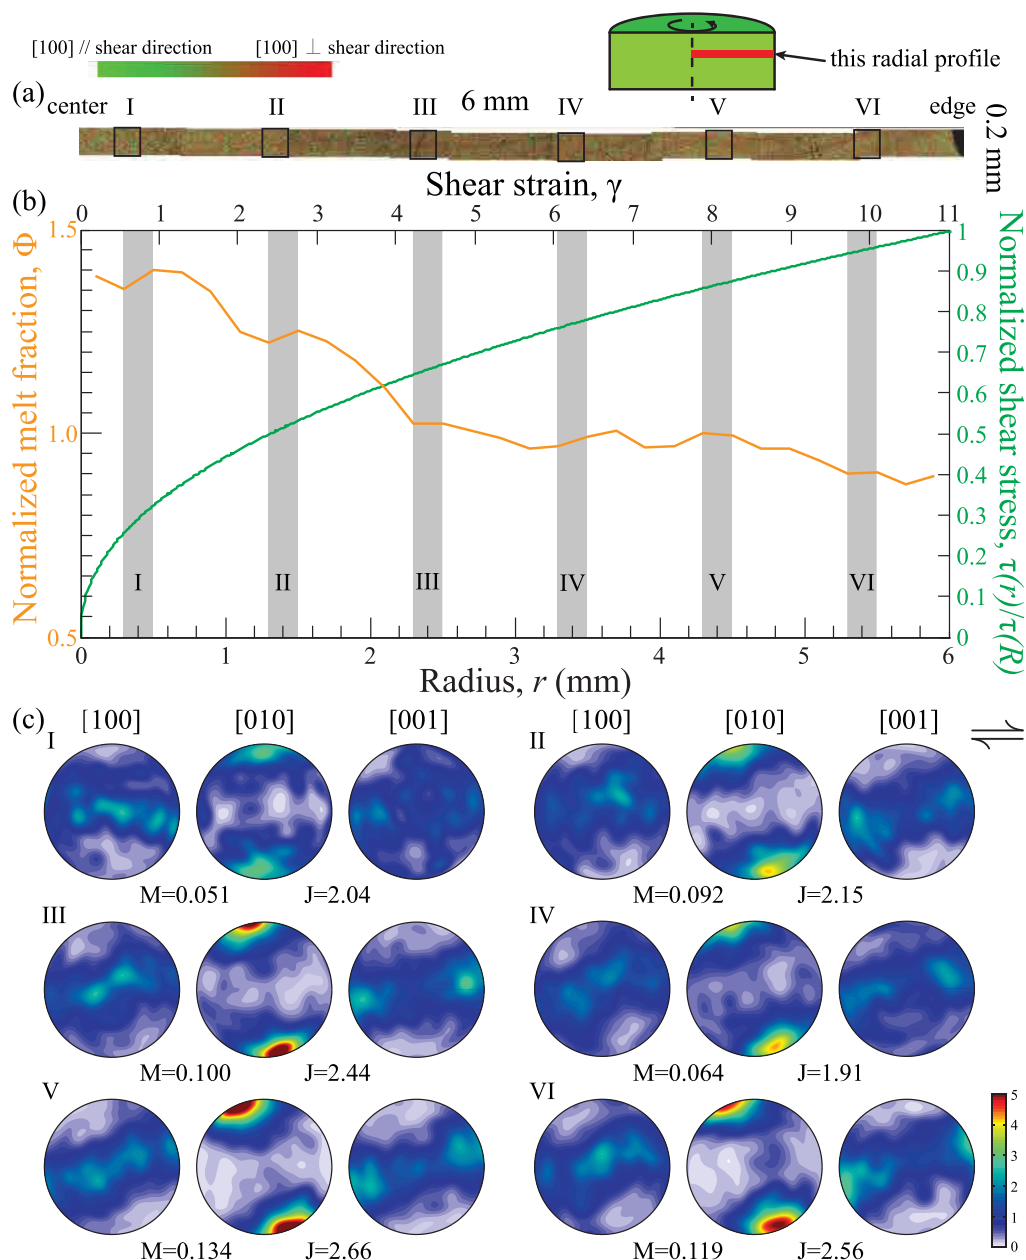 [100] // shear direction
[100] ⊥ shear direction
this radial profile
(a)
center I II III 6 mm IV V VI edge
0.2 mm
Shear strain, γ
(b)
0 1 2 3 4 5 6 7 8 9 10 11
Normalized melt fraction, Φ
1.5
1.0
0.5
Normalized shear stress, τ(r)/τ(R)
1
0.9
0.8
0.7
0.6
0.5
0.4
0.3
0.2
0.1
0
I II III IV V VI
0 1 2 3 4 5 6
Radius, r (mm)
(c)
[100] [010] [001] [100] [010] [001]
I
M=0.051 J=2.04
II
M=0.092 J=2.15
III
M=0.100 J=2.44
IV
M=0.064 J=1.91
V
M=0.134 J=2.66
VI
M=0.119 J=2.56
5
4
3
2
1
0